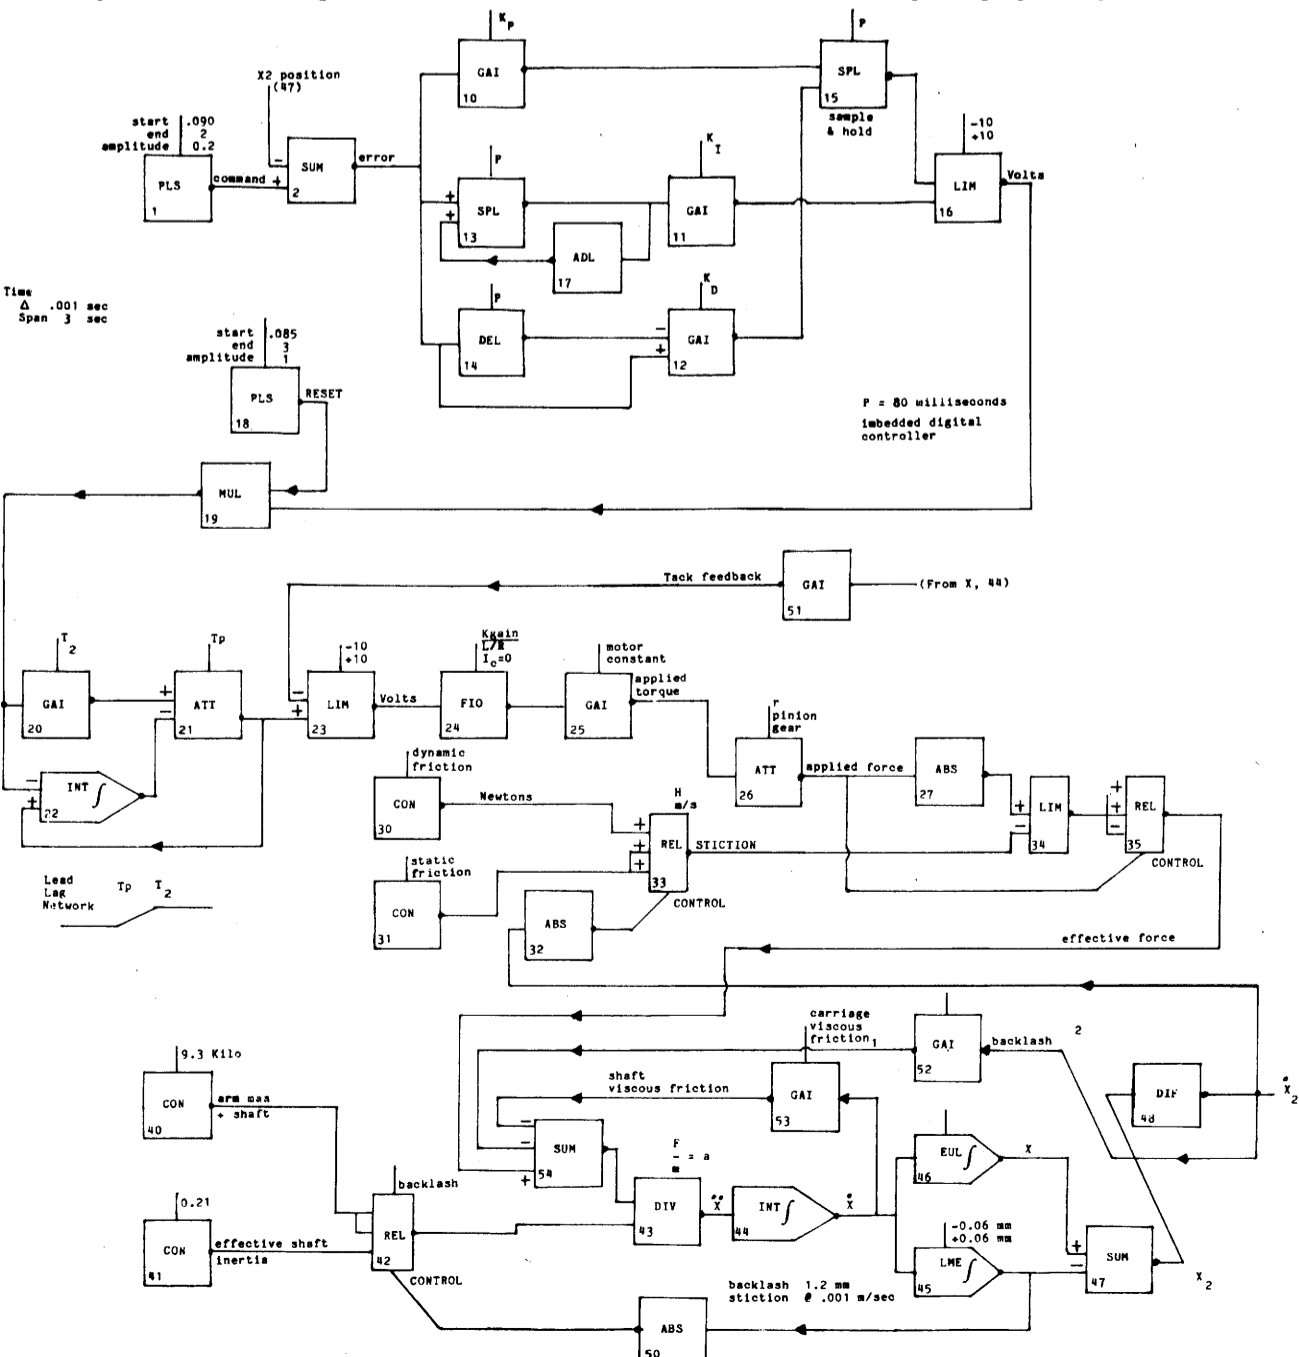 K
p
P
X2 position
(47)
GAI
10
SPL
15
sample
& hold
start .090
end 2
amplitude 0.2
-10
+10
K
I
PLS
1
command
-
+
SUM
2
error
P
+
+
SPL
13
GAI
11
LIM
16
Volts
ADL
17
Time
Δ .001 sec
Span 3 sec
K
D
P
start .085
end 3
amplitude 1
DEL
14
-
+
GAI
12
PLS
18
RESET
P = 80 milliseconds
imbedded digital
controller
MUL
19
Tack feedback
GAI
51
(From X, 44)
T
2
Tp
-10
+10
Kgain
L/R
I =0
c
motor
constant
GAI
20
+
-
ATT
21
-
+
LIM
23
Volts
FIO
24
GAI
25
applied
torque
r
pinion
gear
-
+
INT
∫
22
dynamic
friction
CON
30
Newtons
H
m/s
ATT
26
applied force
ABS
27
+
-
LIM
34
+
+
-
REL
35
CONTROL
+
+
+
REL
33
STICTION
CONTROL
static
friction
CON
31
ABS
32
Lead
Lag
Network
Tp
T
2
effective force
9.3 Kilo
CON
40
arm mas
+ shaft
carriage
viscous
friction
1
GAI
52
backlash
2
shaft
viscous friction
GAI
53
DIF
48
Ẋ
2
-
-
+
SUM
54
F
- = a
m
EUL
∫
46
X
backlash
0.21
CON
41
effective shaft
inertia
REL
42
CONTROL
DIV
43
Ẍ
INT
∫
44
Ẋ
-0.06 mm
+0.06 mm
LME
∫
45
+
-
SUM
47
X
2
backlash 1.2 mm
stiction @ .001 m/sec
ABS
50